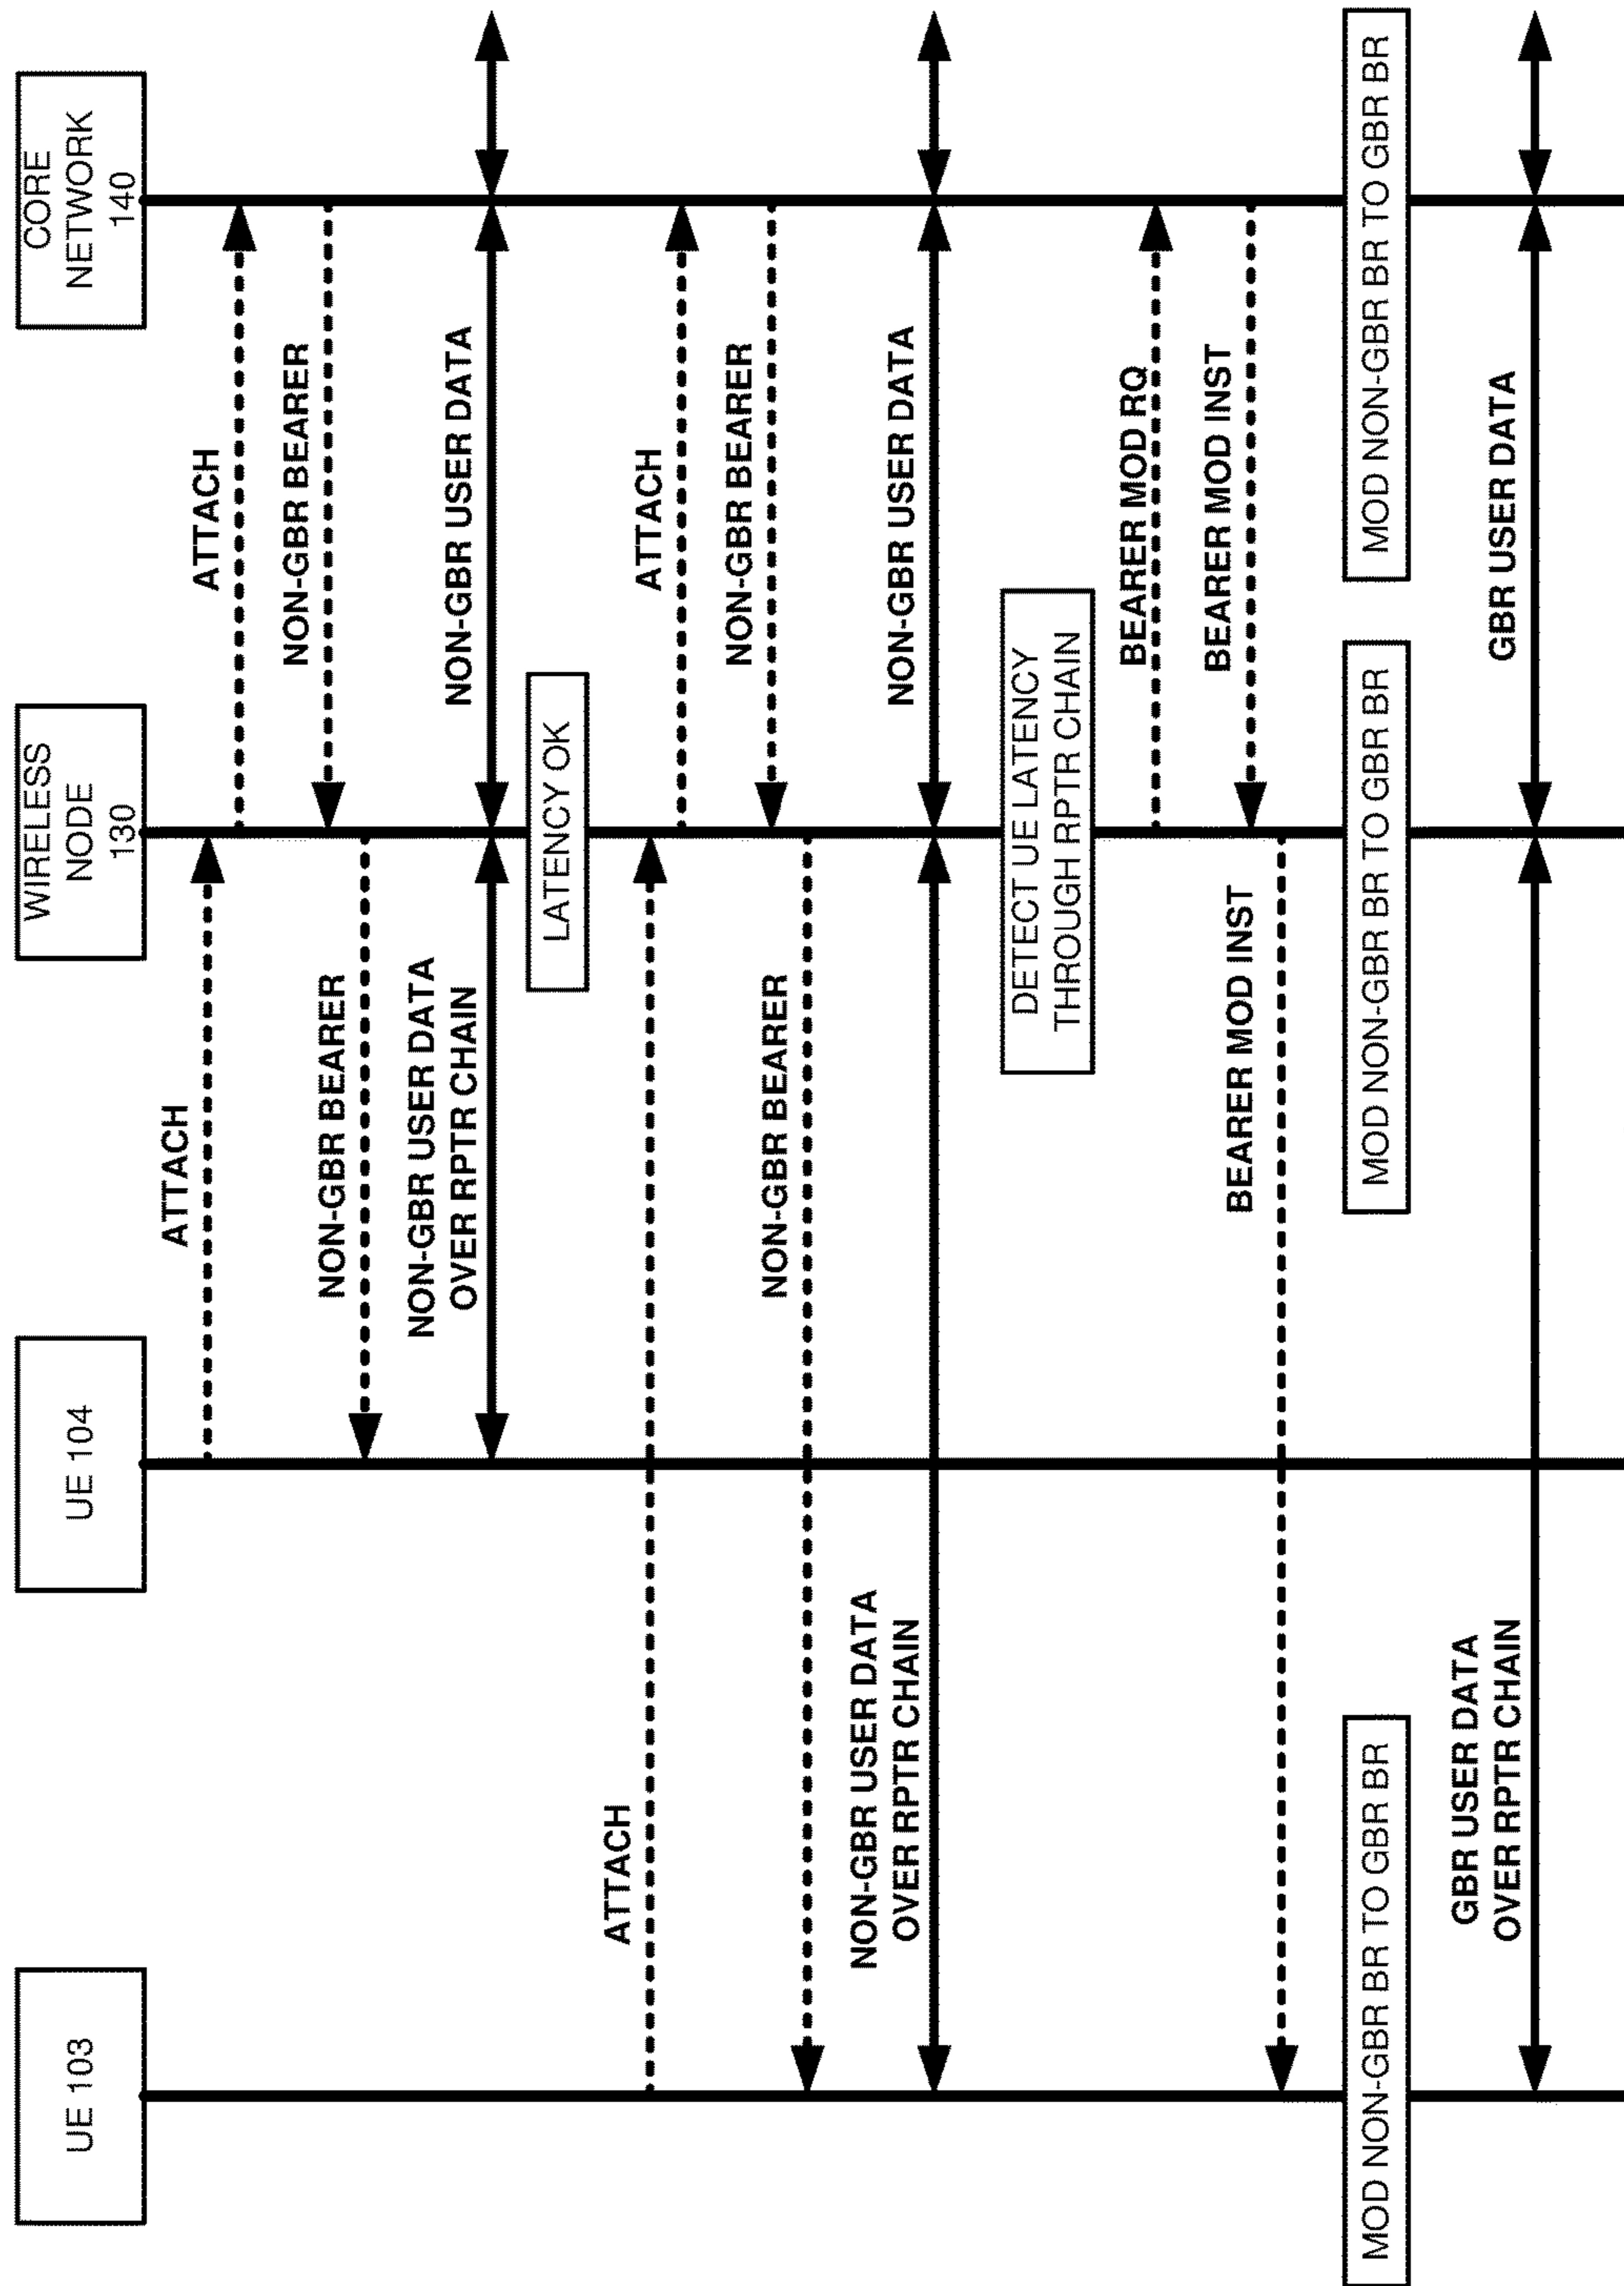 UE 103
UE 104
WIRELESS
NODE
130
CORE
NETWORK
140
ATTACH
ATTACH
NON-GBR BEARER
NON-GBR BEARER
NON-GBR USER DATA
OVER RPTR CHAIN
NON-GBR USER DATA
LATENCY OK
ATTACH
ATTACH
NON-GBR BEARER
NON-GBR BEARER
NON-GBR USER DATA
OVER RPTR CHAIN
NON-GBR USER DATA
DETECT UE LATENCY
THROUGH RPTR CHAIN
BEARER MOD RQ
BEARER MOD INST
BEARER MOD INST
MOD NON-GBR BR TO GBR BR
MOD NON-GBR BR TO GBR BR
MOD NON-GBR BR TO GBR BR
GBR USER DATA
OVER RPTR CHAIN
GBR USER DATA